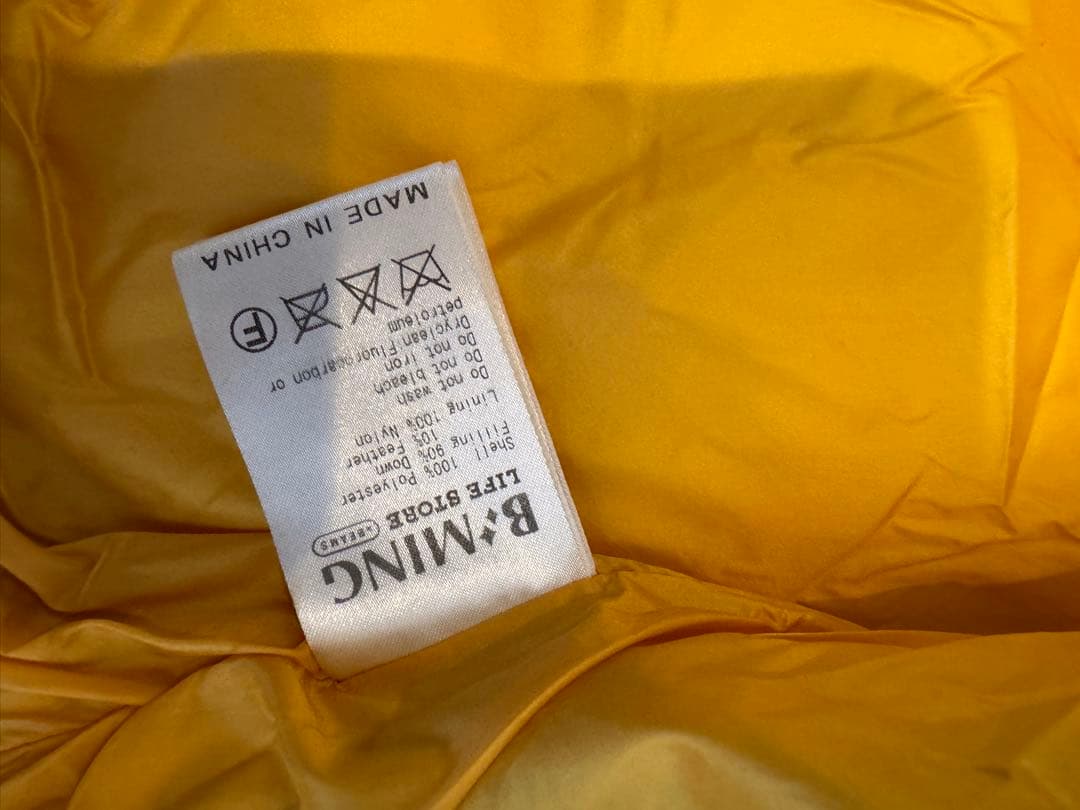 B MING
LIFE STORE by BEAMS
Shell 100% Polyester
Filling 90% Down
10% Feather
Lining 100% Nylon
Do not wash
Do not bleach
Do not iron
Dryclean Fluorocarbon or
petroleum
F
MADE IN CHINA